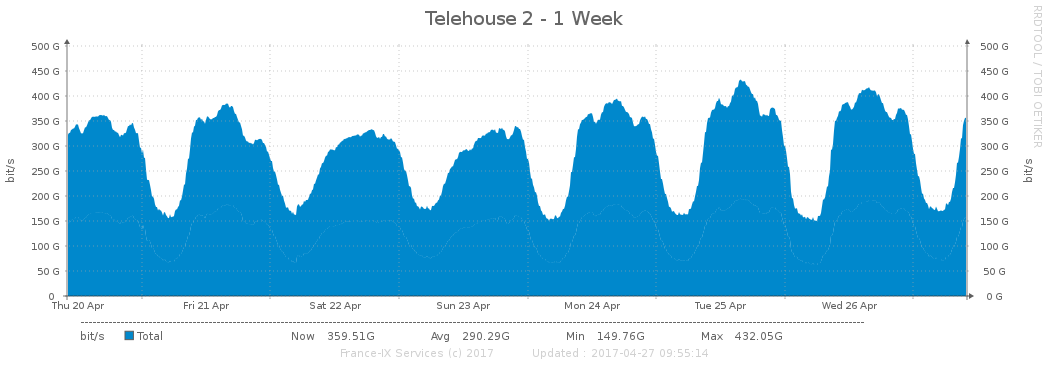 Telehouse 2 - 1 Week
RRDTOOL / TOBI OETIKER
500 G 500 G
450 G 450 G
400 G 400 G
350 G 350 G
300 G 300 G
250 G 250 G
200 G 200 G
150 G 150 G
100 G 100 G
50 G 50 G
0 0 G
bit/s bit/s
Thu 20 Apr Fri 21 Apr Sat 22 Apr Sun 23 Apr Mon 24 Apr Tue 25 Apr Wed 26 Apr
bit/s Total Now 359.51G Avg 290.29G Min 149.76G Max 432.05G
France-IX Services (c) 2017 Updated : 2017-04-27 09:55:14